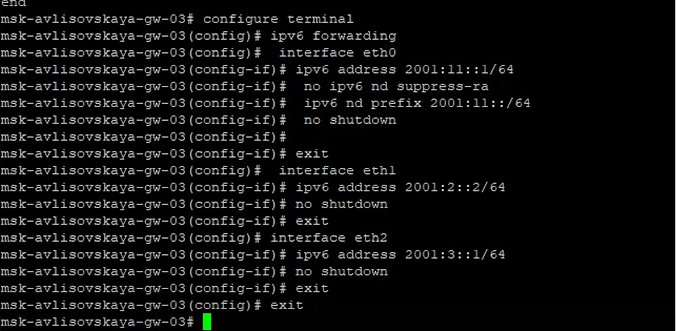 end
msk-avlisovskaya-gw-03# configure terminal
msk-avlisovskaya-gw-03(config)# ipv6 forwarding
msk-avlisovskaya-gw-03(config)#  interface eth0
msk-avlisovskaya-gw-03(config-if)# ipv6 address 2001:11::1/64
msk-avlisovskaya-gw-03(config-if)#  no ipv6 nd suppress-ra
msk-avlisovskaya-gw-03(config-if)#  ipv6 nd prefix 2001:11::/64
msk-avlisovskaya-gw-03(config-if)#  no shutdown
msk-avlisovskaya-gw-03(config-if)#
msk-avlisovskaya-gw-03(config-if)# exit
msk-avlisovskaya-gw-03(config)#  interface eth1
msk-avlisovskaya-gw-03(config-if)# ipv6 address 2001:2::2/64
msk-avlisovskaya-gw-03(config-if)# no shutdown
msk-avlisovskaya-gw-03(config-if)# exit
msk-avlisovskaya-gw-03(config)# interface eth2
msk-avlisovskaya-gw-03(config-if)# ipv6 address 2001:3::1/64
msk-avlisovskaya-gw-03(config-if)# no shutdown
msk-avlisovskaya-gw-03(config-if)# exit
msk-avlisovskaya-gw-03(config)# exit
msk-avlisovskaya-gw-03#